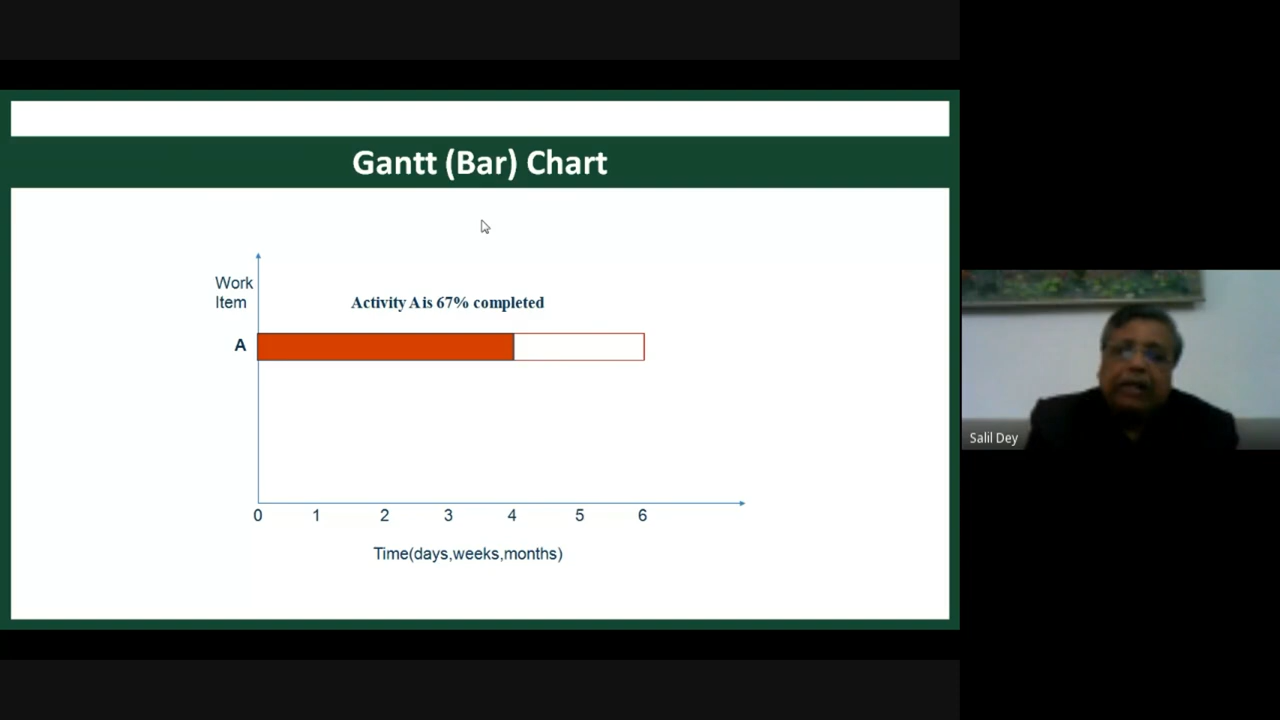 Gantt (Bar) Chart
Work
Item
Activity A is 67% completed
A
0 1 2 3 4 5 6
Time(days,weeks,months)
Salil Dey